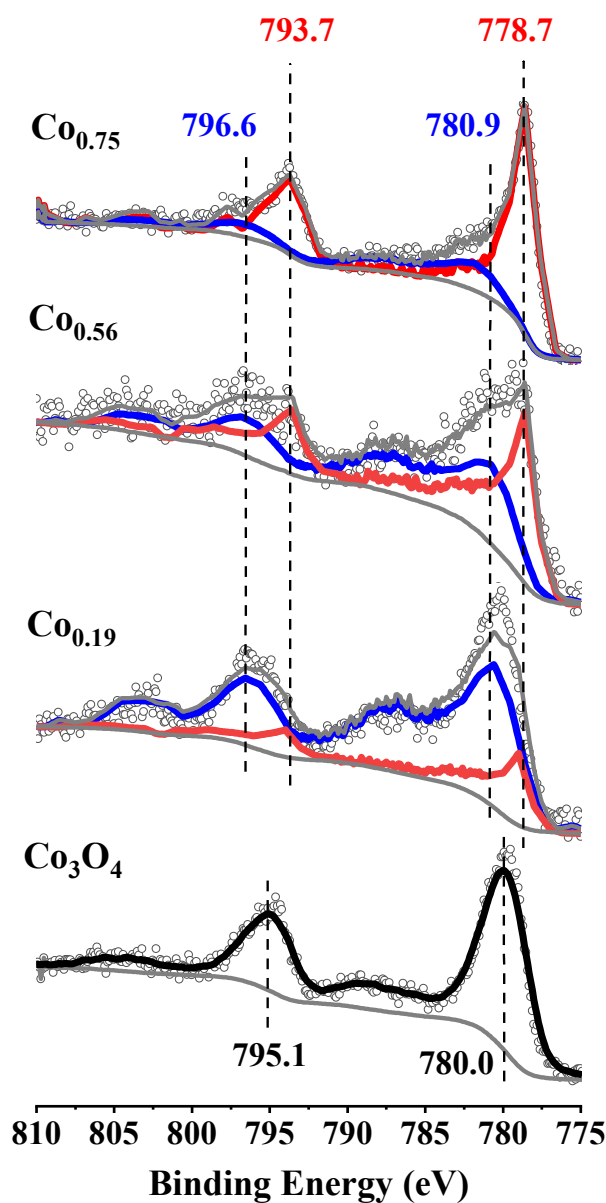 793.7 778.7
Co0.75 796.6 780.9
Co0.56
Co0.19
Co3O4
795.1 780.0
810 805 800 795 790 785 780 775
Binding Energy (eV)